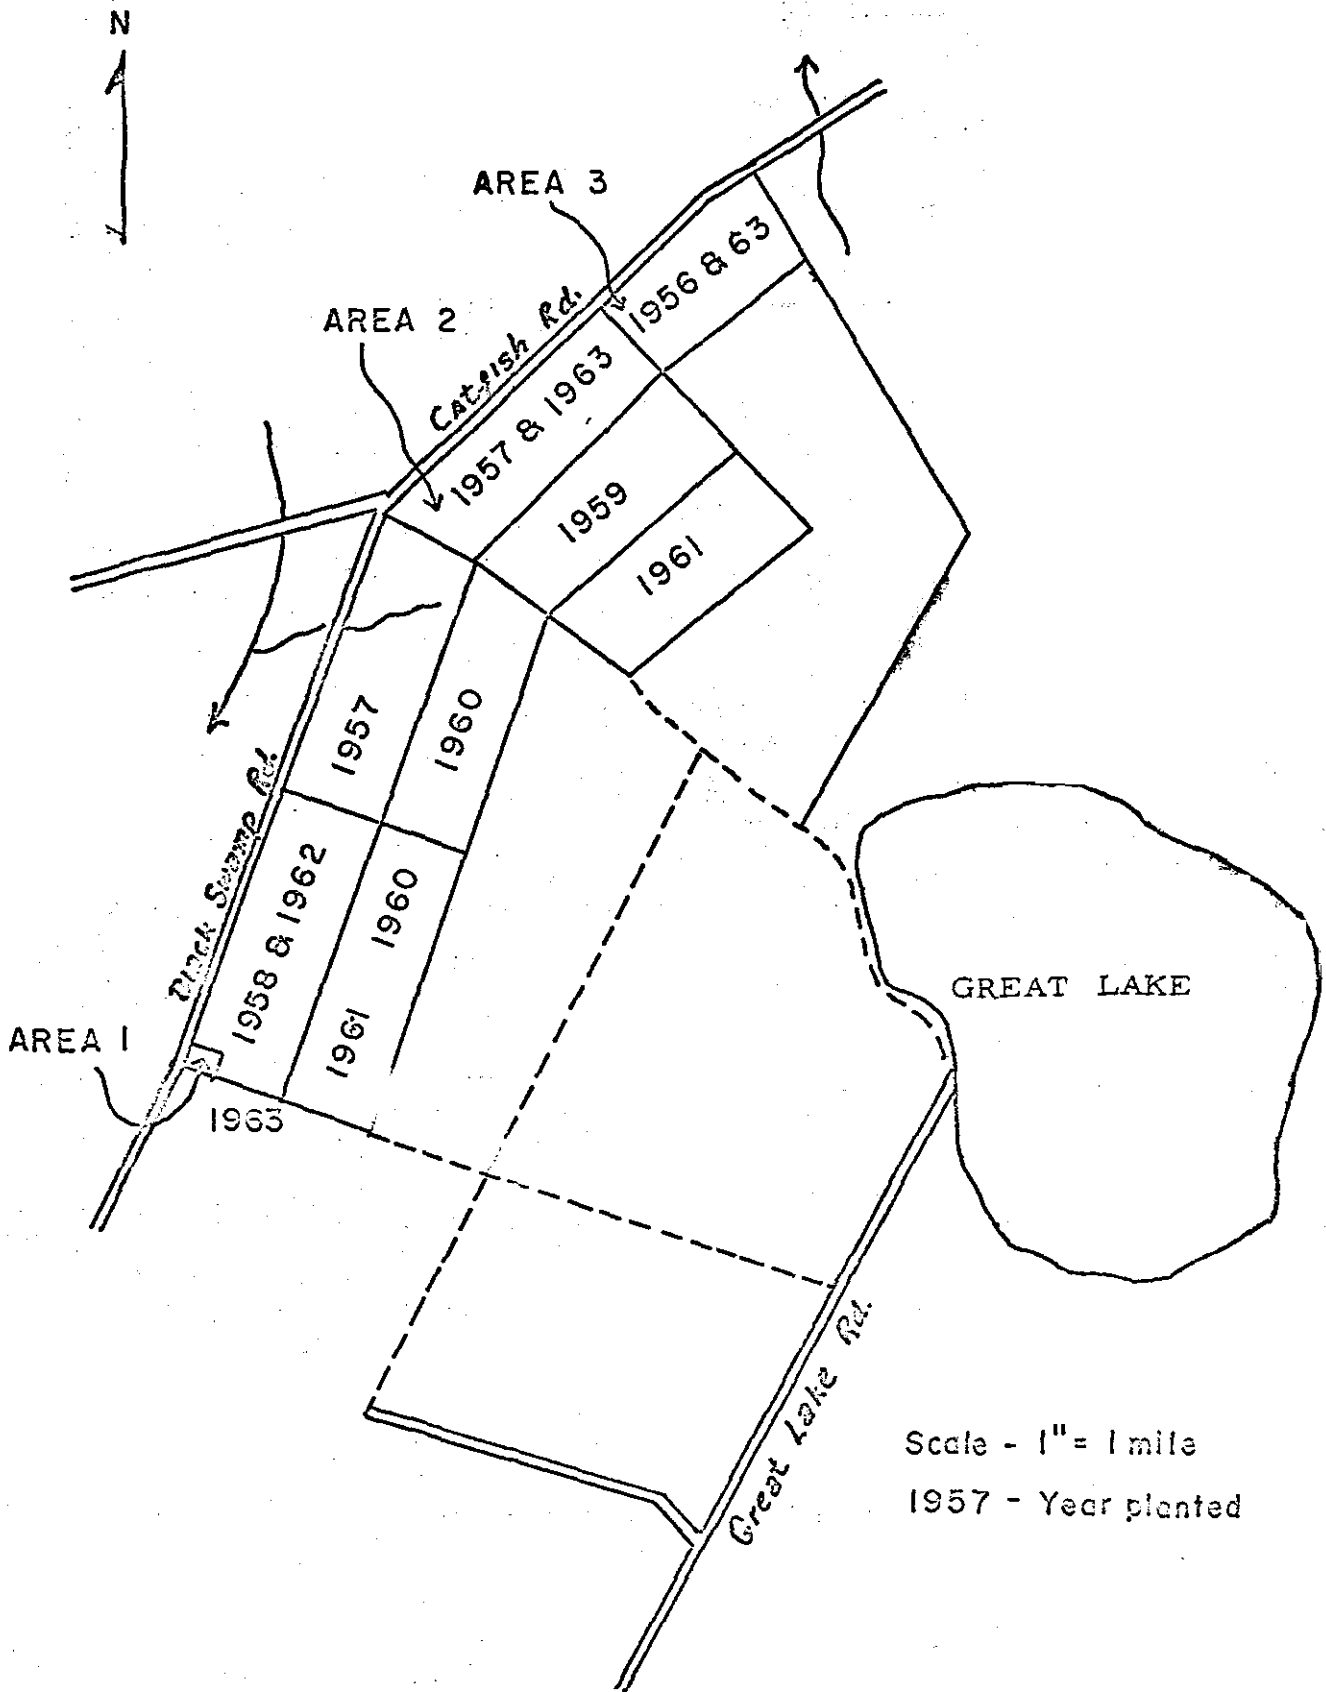 N
AREA 3
AREA 2
Catfish Rd.
1956 & 63
1957 & 1963
1959
1961
1957
1960
Black Swamp Rd.
1958 & 1962
1960
1961
AREA 1
1963
GREAT LAKE
Great Lake Rd.
Scale - 1" = 1 mile
1957 - Year planted